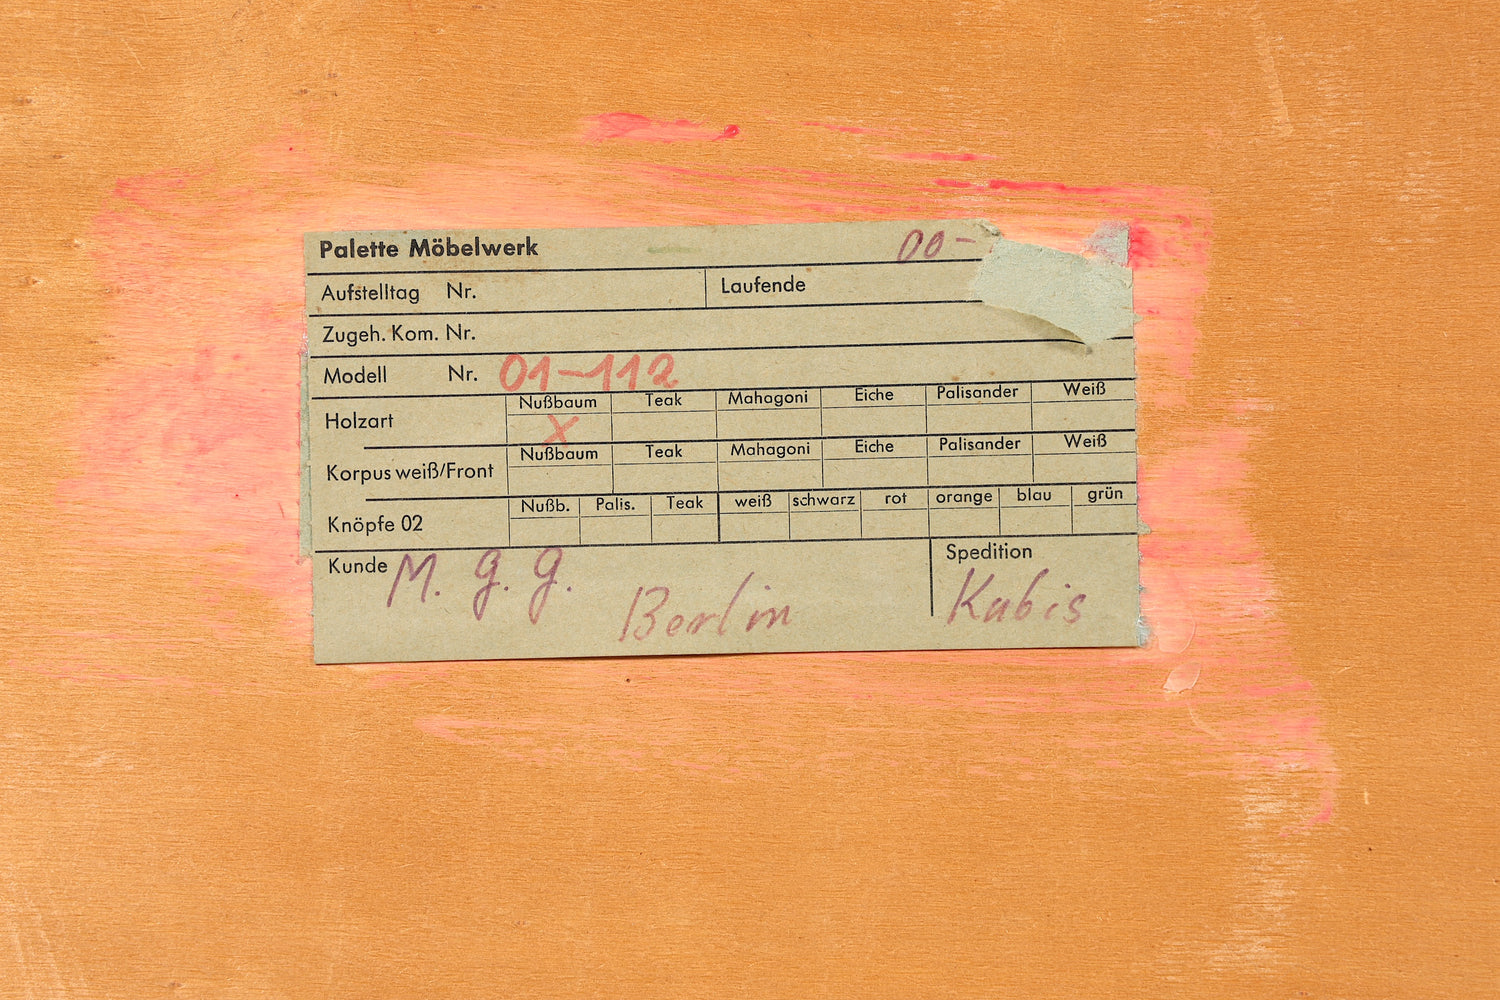 Palette Möbelwerk 00-
Aufstelltag Nr. Laufende
Zugeh. Kom. Nr.
Modell Nr. 01-112
Holzart Nußbaum Teak Mahagoni Eiche Palisander Weiß
X
Korpus weiß/Front Nußbaum Teak Mahagoni Eiche Palisander Weiß
Knöpfe 02 Nußb. Palis. Teak weiß schwarz rot orange blau grün
Kunde M. g. g. Spedition
Berlin Kubis